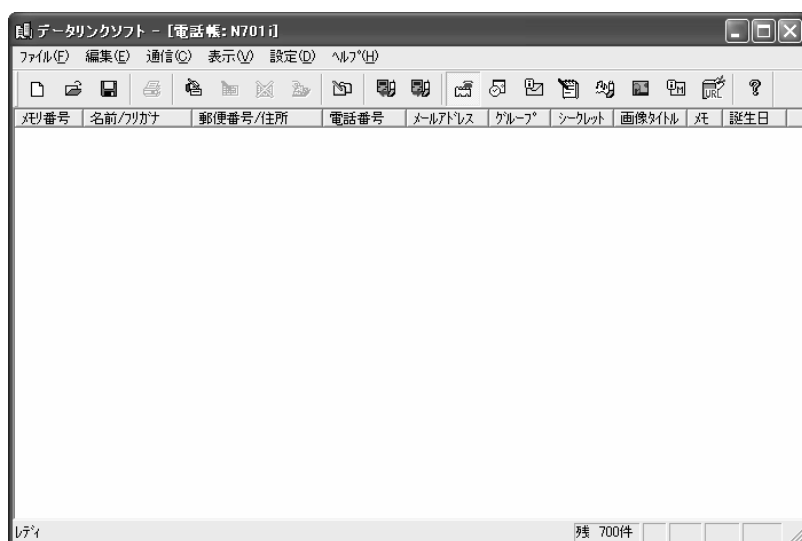 データリンクソフト - [電話帳: N701i]
ﾌｧｲﾙ(F) 編集(E) 通信(C) 表示(V) 設定(D) ﾍﾙﾌﾟ(H)
URL
ﾒﾓﾘ番号 名前/ﾌﾘｶﾞﾅ 郵便番号/住所 電話番号 ﾒｰﾙｱﾄﾞﾚｽ ｸﾞﾙｰﾌﾟ ｼｰｸﾚｯﾄ 画像ﾀｲﾄﾙ ﾒﾓ 誕生日
ﾚﾃﾞｨ 残 700件